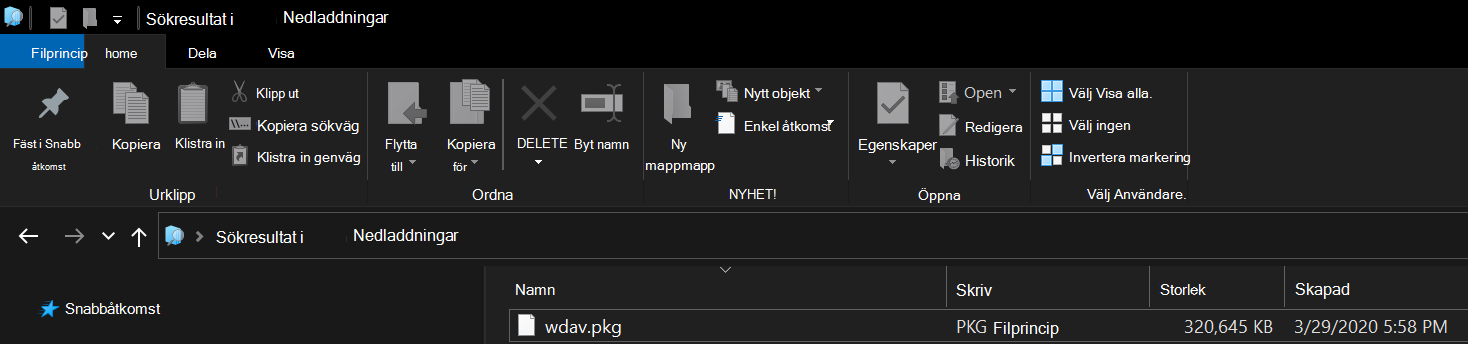 Sökresultat i Nedladdningar
Filprincip home Dela Visa
Fäst i Snabb
åtkomst
Kopiera
Klistra in
Klipp ut
Kopiera sökväg
Klistra in genväg
Urklipp
Flytta
till
Kopiera
för
DELETE
Byt namn
Ordna
Ny
mappmapp
Nytt objekt
Enkel åtkomst
NYHET!
Egenskaper
Open
Redigera
Historik
Öppna
Välj Visa alla.
Välj ingen
Invertera markering
Välj Användare.
Sökresultat i Nedladdningar
Snabbåtkomst
Namn Skriv Storlek Skapad
wdav.pkg PKG Filprincip 320,645 KB 3/29/2020 5:58 PM